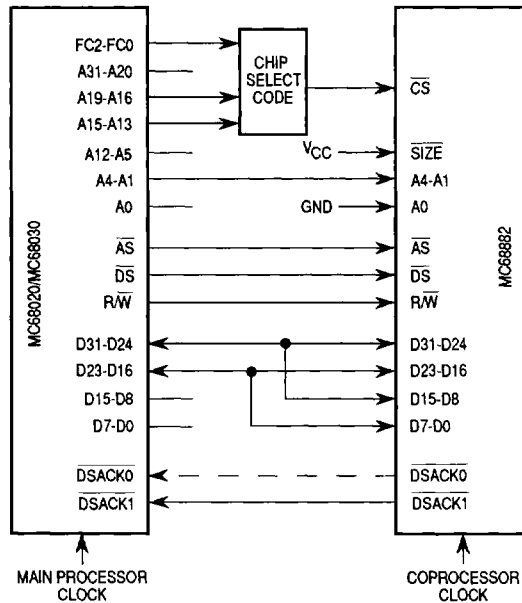 FC2-FC0
A31-A20
A19-A16
A15-A13
A12-A5
A4-A1
A0
AS
DS
R/W
D31-D24
D23-D16
D15-D8
D7-D0
DSACK0
DSACK1
MC68020/MC68030
CHIP
SELECT
CODE
VCC
GND
CS
SIZE
A4-A1
A0
AS
DS
R/W
D31-D24
D23-D16
D15-D8
D7-D0
DSACK0
DSACK1
MC68882
MAIN PROCESSOR
CLOCK
COPROCESSOR
CLOCK